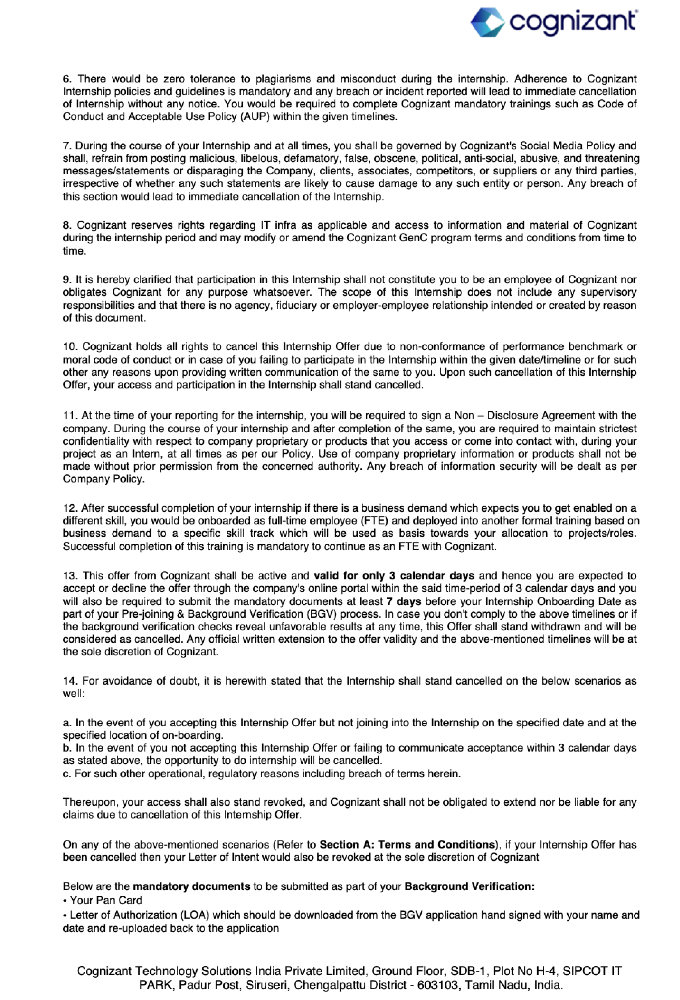 cognizant
6. There would be zero tolerance to plagiarisms and misconduct during the internship. Adherence to Cognizant
Internship policies and guidelines is mandatory and any breach or incident reported will lead to immediate cancellation
of Internship without any notice. You would be required to complete Cognizant mandatory trainings such as Code of
Conduct and Acceptable Use Policy (AUP) within the given timelines.
7. During the course of your Internship and at all times, you shall be governed by Cognizant's Social Media Policy and
shall, refrain from posting malicious, libelous, defamatory, false, obscene, political, anti-social, abusive, and threatening
messages/statements or disparaging the Company, clients, associates, competitors, or suppliers or any third parties,
irrespective of whether any such statements are likely to cause damage to any such entity or person. Any breach of
this section would lead to immediate cancellation of the Internship.
8. Cognizant reserves rights regarding IT infra as applicable and access to information and material of Cognizant
during the internship period and may modify or amend the Cognizant GenC program terms and conditions from time to
time.
9. It is hereby clarified that participation in this Internship shall not constitute you to be an employee of Cognizant nor
obligates Cognizant for any purpose whatsoever. The scope of this Internship does not include any supervisory
responsibilities and that there is no agency, fiduciary or employer-employee relationship intended or created by reason
of this document.
10. Cognizant holds all rights to cancel this Internship Offer due to non-conformance of performance benchmark or
moral code of conduct or in case of you failing to participate in the Internship within the given date/timeline or for such
other any reasons upon providing written communication of the same to you. Upon such cancellation of this Internship
Offer, your access and participation in the Internship shall stand cancelled.
11. At the time of your reporting for the internship, you will be required to sign a Non – Disclosure Agreement with the
company. During the course of your internship and after completion of the same, you are required to maintain strictest
confidentiality with respect to company proprietary or products that you access or come into contact with, during your
project as an Intern, at all times as per our Policy. Use of company proprietary information or products shall not be
made without prior permission from the concerned authority. Any breach of information security will be dealt as per
Company Policy.
12. After successful completion of your internship if there is a business demand which expects you to get enabled on a
different skill, you would be onboarded as full-time employee (FTE) and deployed into another formal training based on
business demand to a specific skill track which will be used as basis towards your allocation to projects/roles.
Successful completion of this training is mandatory to continue as an FTE with Cognizant.
13. This offer from Cognizant shall be active and valid for only 3 calendar days and hence you are expected to
accept or decline the offer through the company's online portal within the said time-period of 3 calendar days and you
will also be required to submit the mandatory documents at least 7 days before your Internship Onboarding Date as
part of your Pre-joining & Background Verification (BGV) process. In case you don't comply to the above timelines or if
the background verification checks reveal unfavorable results at any time, this Offer shall stand withdrawn and will be
considered as cancelled. Any official written extension to the offer validity and the above-mentioned timelines will be at
the sole discretion of Cognizant.
14. For avoidance of doubt, it is herewith stated that the Internship shall stand cancelled on the below scenarios as
well:
a. In the event of you accepting this Internship Offer but not joining into the Internship on the specified date and at the
specified location of on-boarding.
b. In the event of you not accepting this Internship Offer or failing to communicate acceptance within 3 calendar days
as stated above, the opportunity to do internship will be cancelled.
c. For such other operational, regulatory reasons including breach of terms herein.
Thereupon, your access shall also stand revoked, and Cognizant shall not be obligated to extend nor be liable for any
claims due to cancellation of this Internship Offer.
On any of the above-mentioned scenarios (Refer to Section A: Terms and Conditions), if your Internship Offer has
been cancelled then your Letter of Intent would also be revoked at the sole discretion of Cognizant
Below are the mandatory documents to be submitted as part of your Background Verification:
• Your Pan Card
• Letter of Authorization (LOA) which should be downloaded from the BGV application hand signed with your name and
date and re-uploaded back to the application
Cognizant Technology Solutions India Private Limited, Ground Floor, SDB-1, Plot No H-4, SIPCOT IT
PARK, Padur Post, Siruseri, Chengalpattu District - 603103, Tamil Nadu, India.